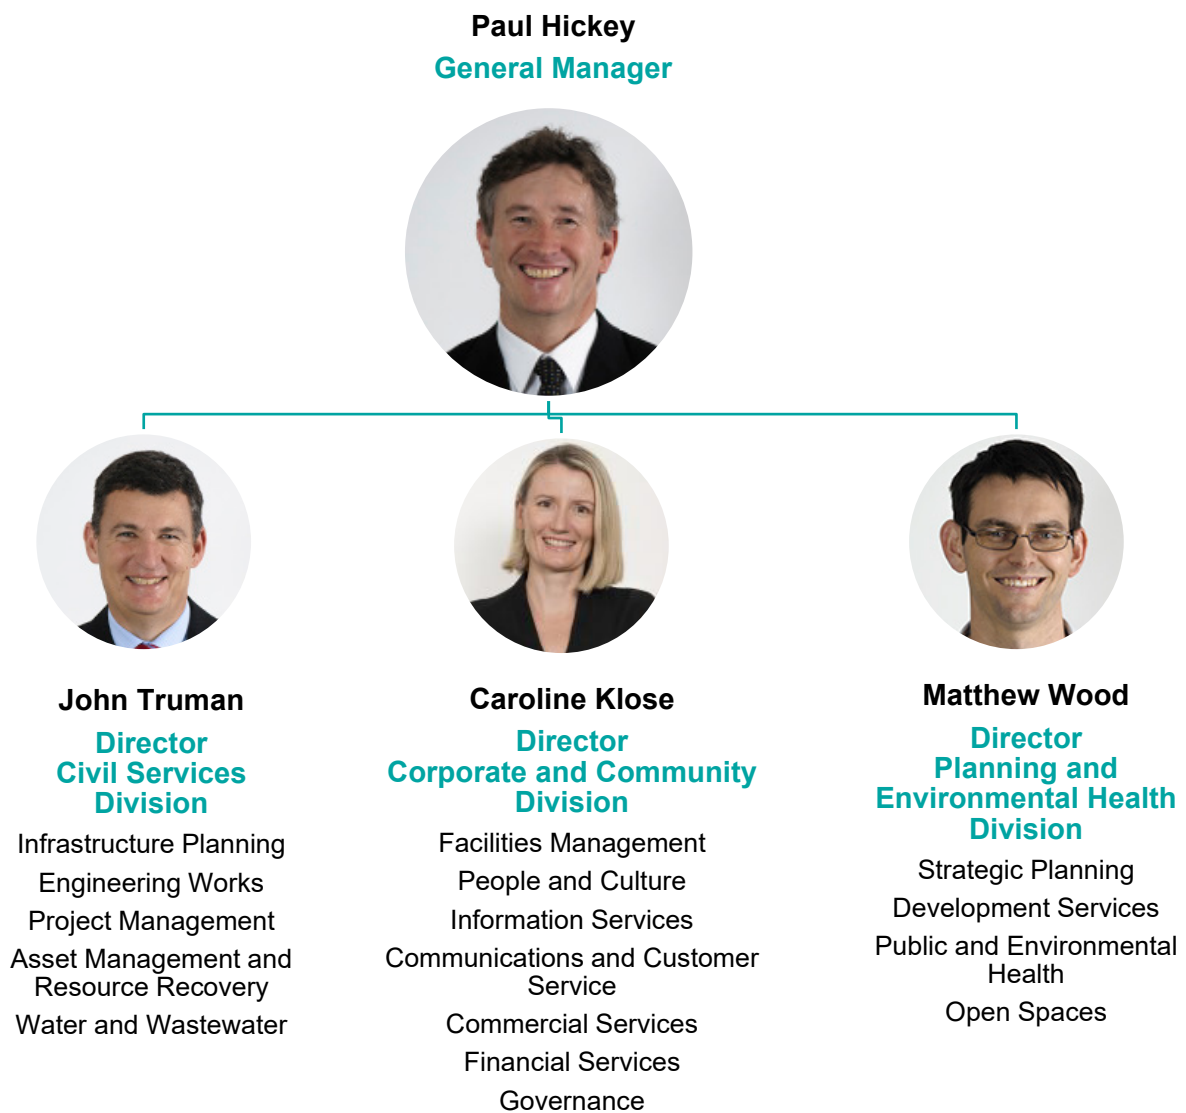 Paul Hickey
General Manager
John Truman
Director
Civil Services
Division
Infrastructure Planning
Engineering Works
Project Management
Asset Management and
Resource Recovery
Water and Wastewater
Caroline Klose
Director
Corporate and Community
Division
Facilities Management
People and Culture
Information Services
Communications and Customer
Service
Commercial Services
Financial Services
Governance
Matthew Wood
Director
Planning and
Environmental Health
Division
Strategic Planning
Development Services
Public and Environmental
Health
Open Spaces